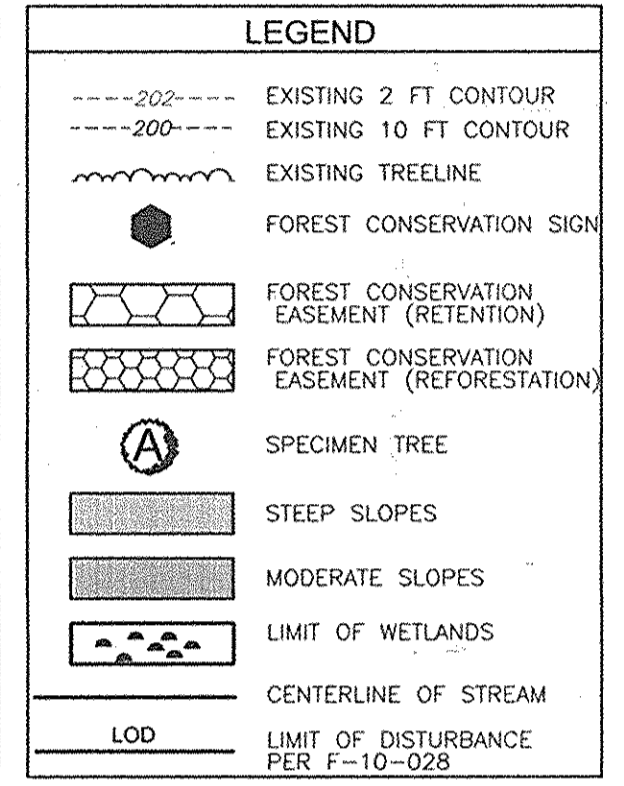 LEGEND
----202---- EXISTING 2 FT CONTOUR
----200---- EXISTING 10 FT CONTOUR
EXISTING TREELINE
FOREST CONSERVATION SIGN
FOREST CONSERVATION
EASEMENT (RETENTION)
FOREST CONSERVATION
EASEMENT (REFORESTATION)
A SPECIMEN TREE
STEEP SLOPES
MODERATE SLOPES
LIMIT OF WETLANDS
CENTERLINE OF STREAM
LOD LIMIT OF DISTURBANCE
PER F-10-028